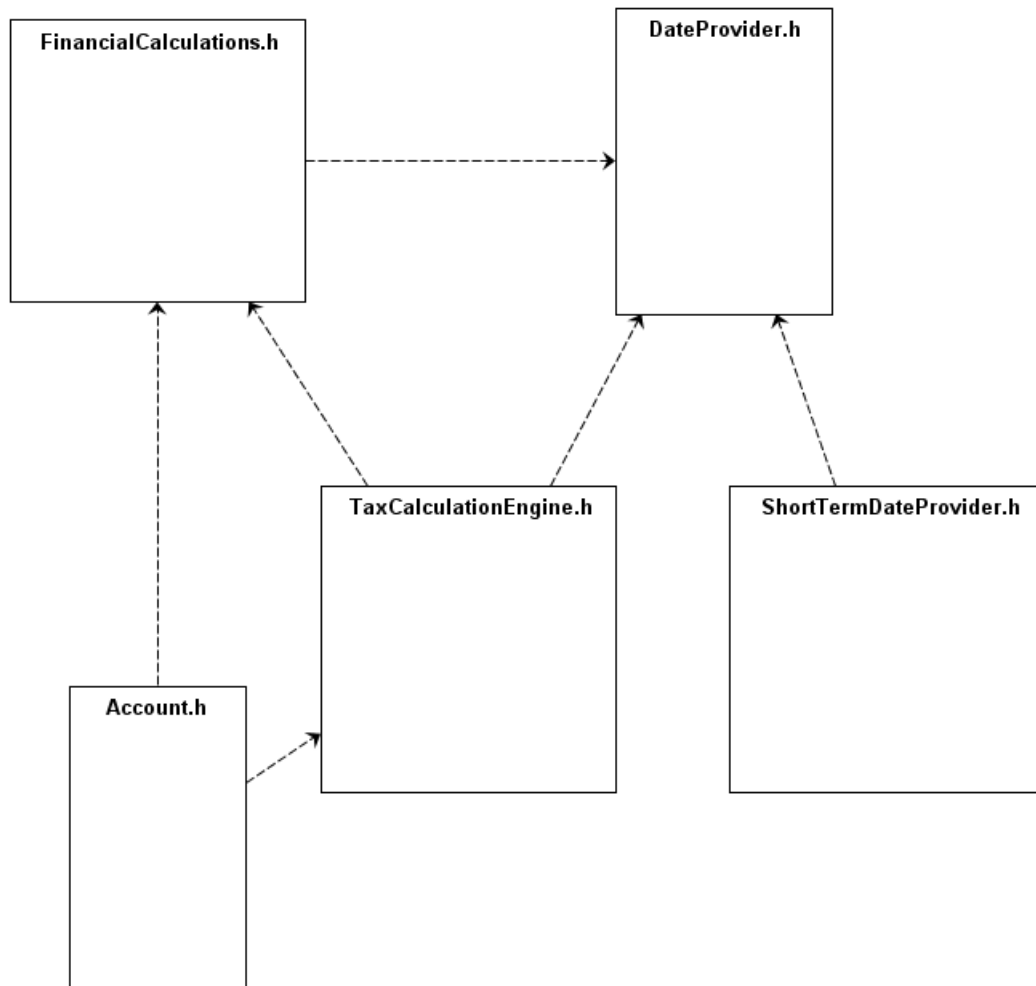 FinancialCalculations.h
DateProvider.h
TaxCalculationEngine.h
ShortTermDateProvider.h
Account.h